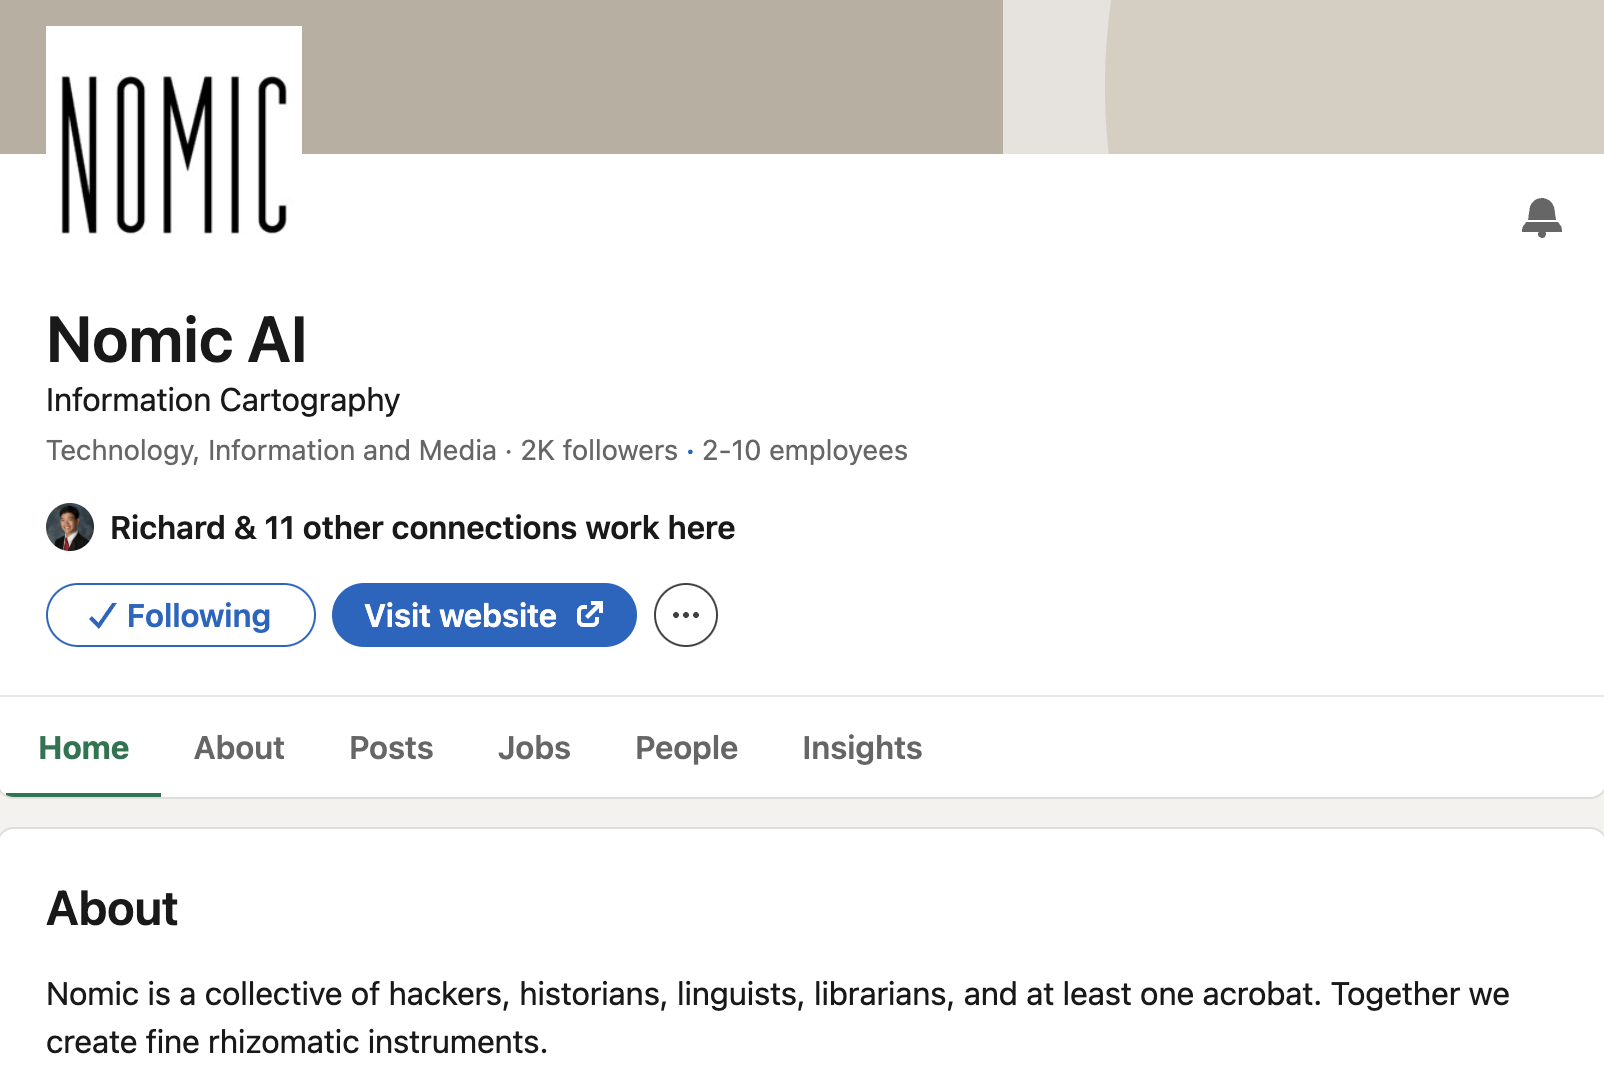 NOMIC
Nomic AI
Information Cartography
Technology, Information and Media · 2K followers · 2-10 employees
Richard & 11 other connections work here
Following
Visit website
Home
About
Posts
Jobs
People
Insights
About
Nomic is a collective of hackers, historians, linguists, librarians, and at least one acrobat. Together we
create fine rhizomatic instruments.